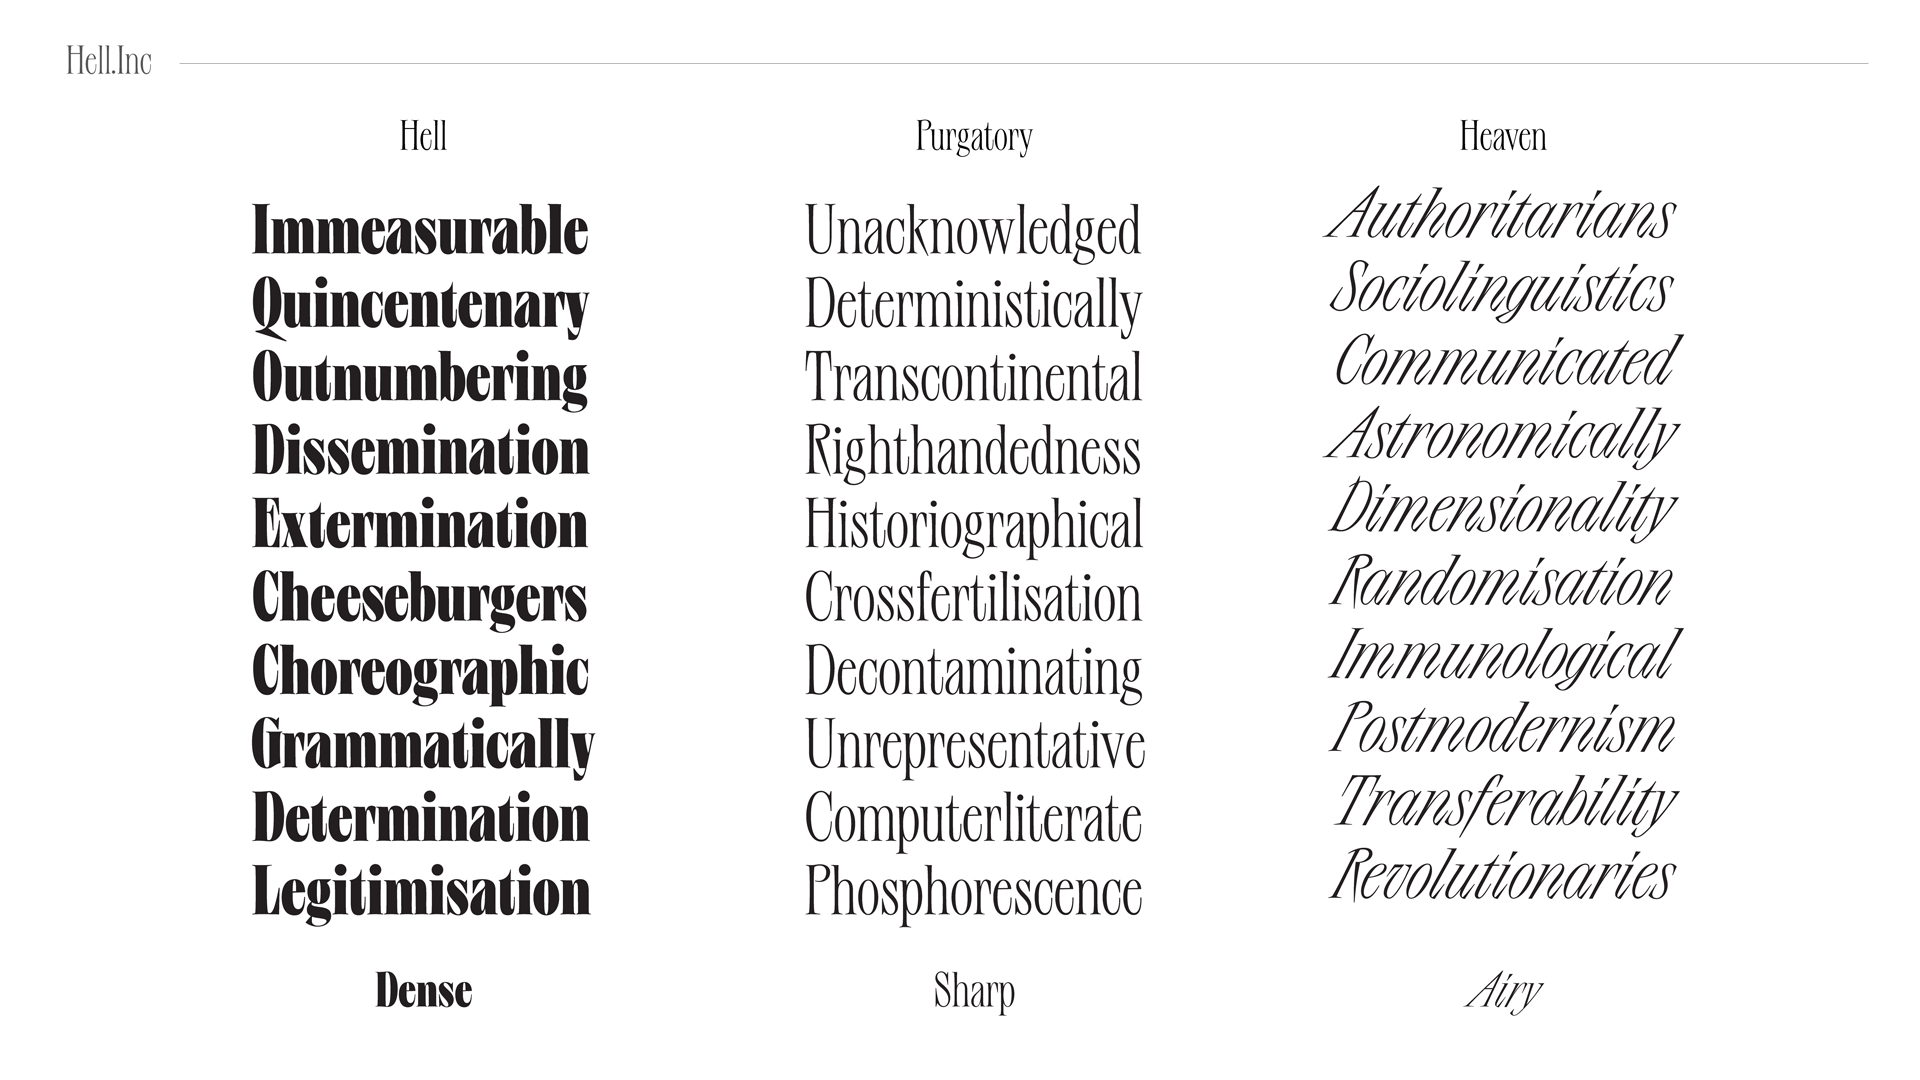 Hell.Inc
Hell
Immeasurable
Quincentenary
Outnumbering
Dissemination
Extermination
Cheeseburgers
Choreographic
Grammatically
Determination
Legitimisation
Dense
Purgatory
Unacknowledged
Deterministically
Transcontinental
Righthandedness
Historiographical
Crossfertilisation
Decontaminating
Unrepresentative
Computerliterate
Phosphorescence
Sharp
Heaven
Authoritarians
Sociolinguistics
Communicated
Astronomically
Dimensionality
Randomisation
Immunological
Postmodernism
Transferability
Revolutionaries
Airy